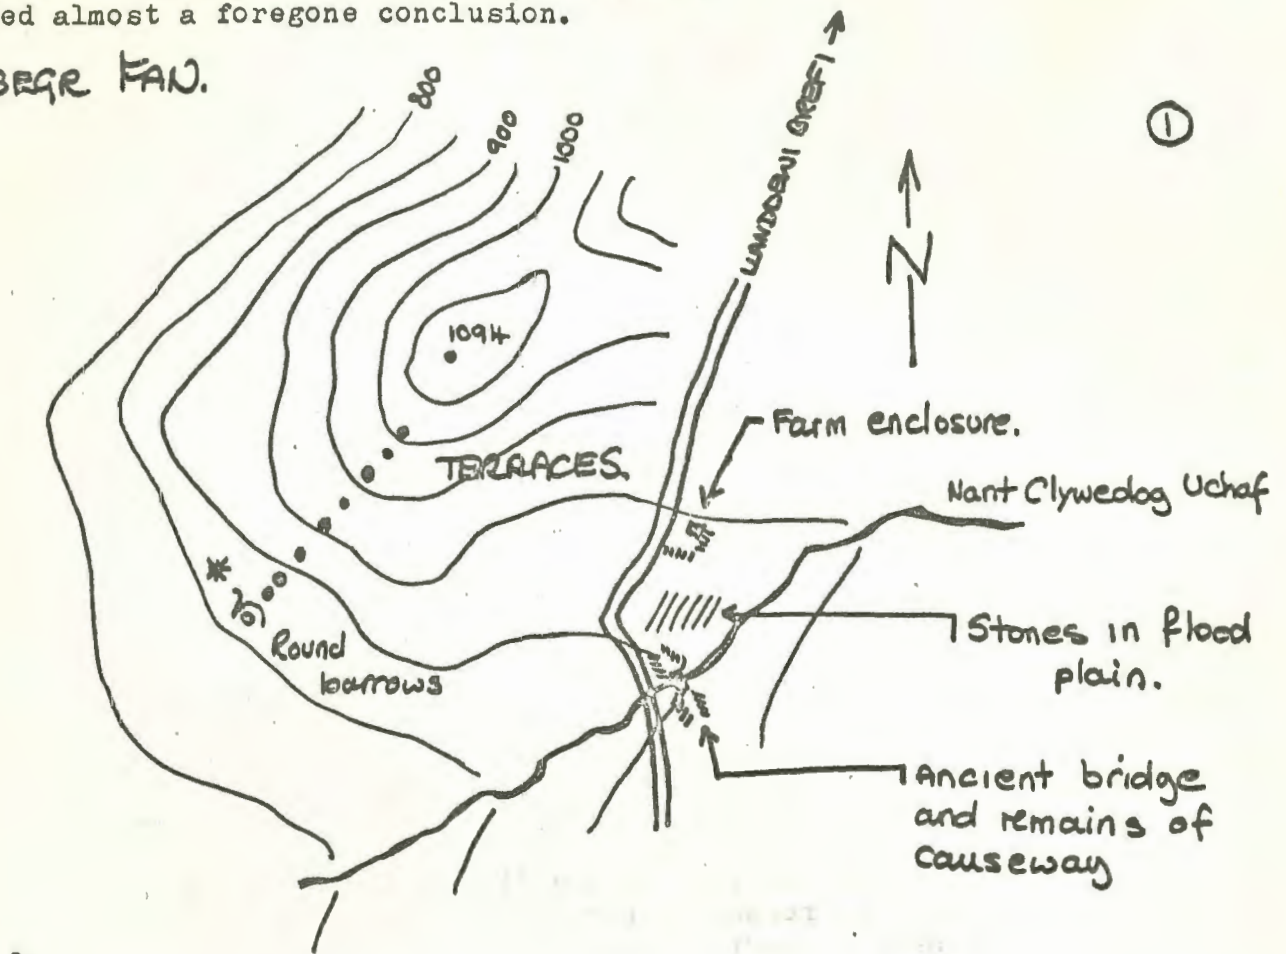 ed almost a foregone conclusion.
BEGR FAN.
800
900
1000
LLANDDEWI BREFI
①
N
1094
Farm enclosure.
TERRACES.
Nant Clywedog Uchaf
Stones in flood
plain.
Round
barrows
Ancient bridge
and remains of
causeway